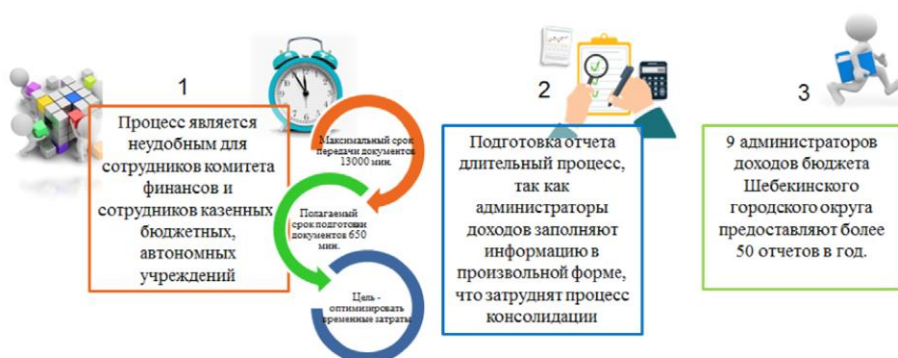 1
Процесс является
неудобным для
сотрудников комитета
финансов и
сотрудников казенных
бюджетных,
автономных
учреждений
Максимальный срок
передачи документов
13000 мин.
Полагаемый
срок подготовки
документов 650
мин.
Цель -
оптимизировать
временные затраты
2
Подготовка отчета
длительный процесс,
так как
администраторы
доходов заполняют
информацию в
произвольной форме,
что затруднят процесс
консолидации
3
9 администраторов
доходов бюджета
Шебекинского
городского округа
предоставляют более
50 отчетов в год.